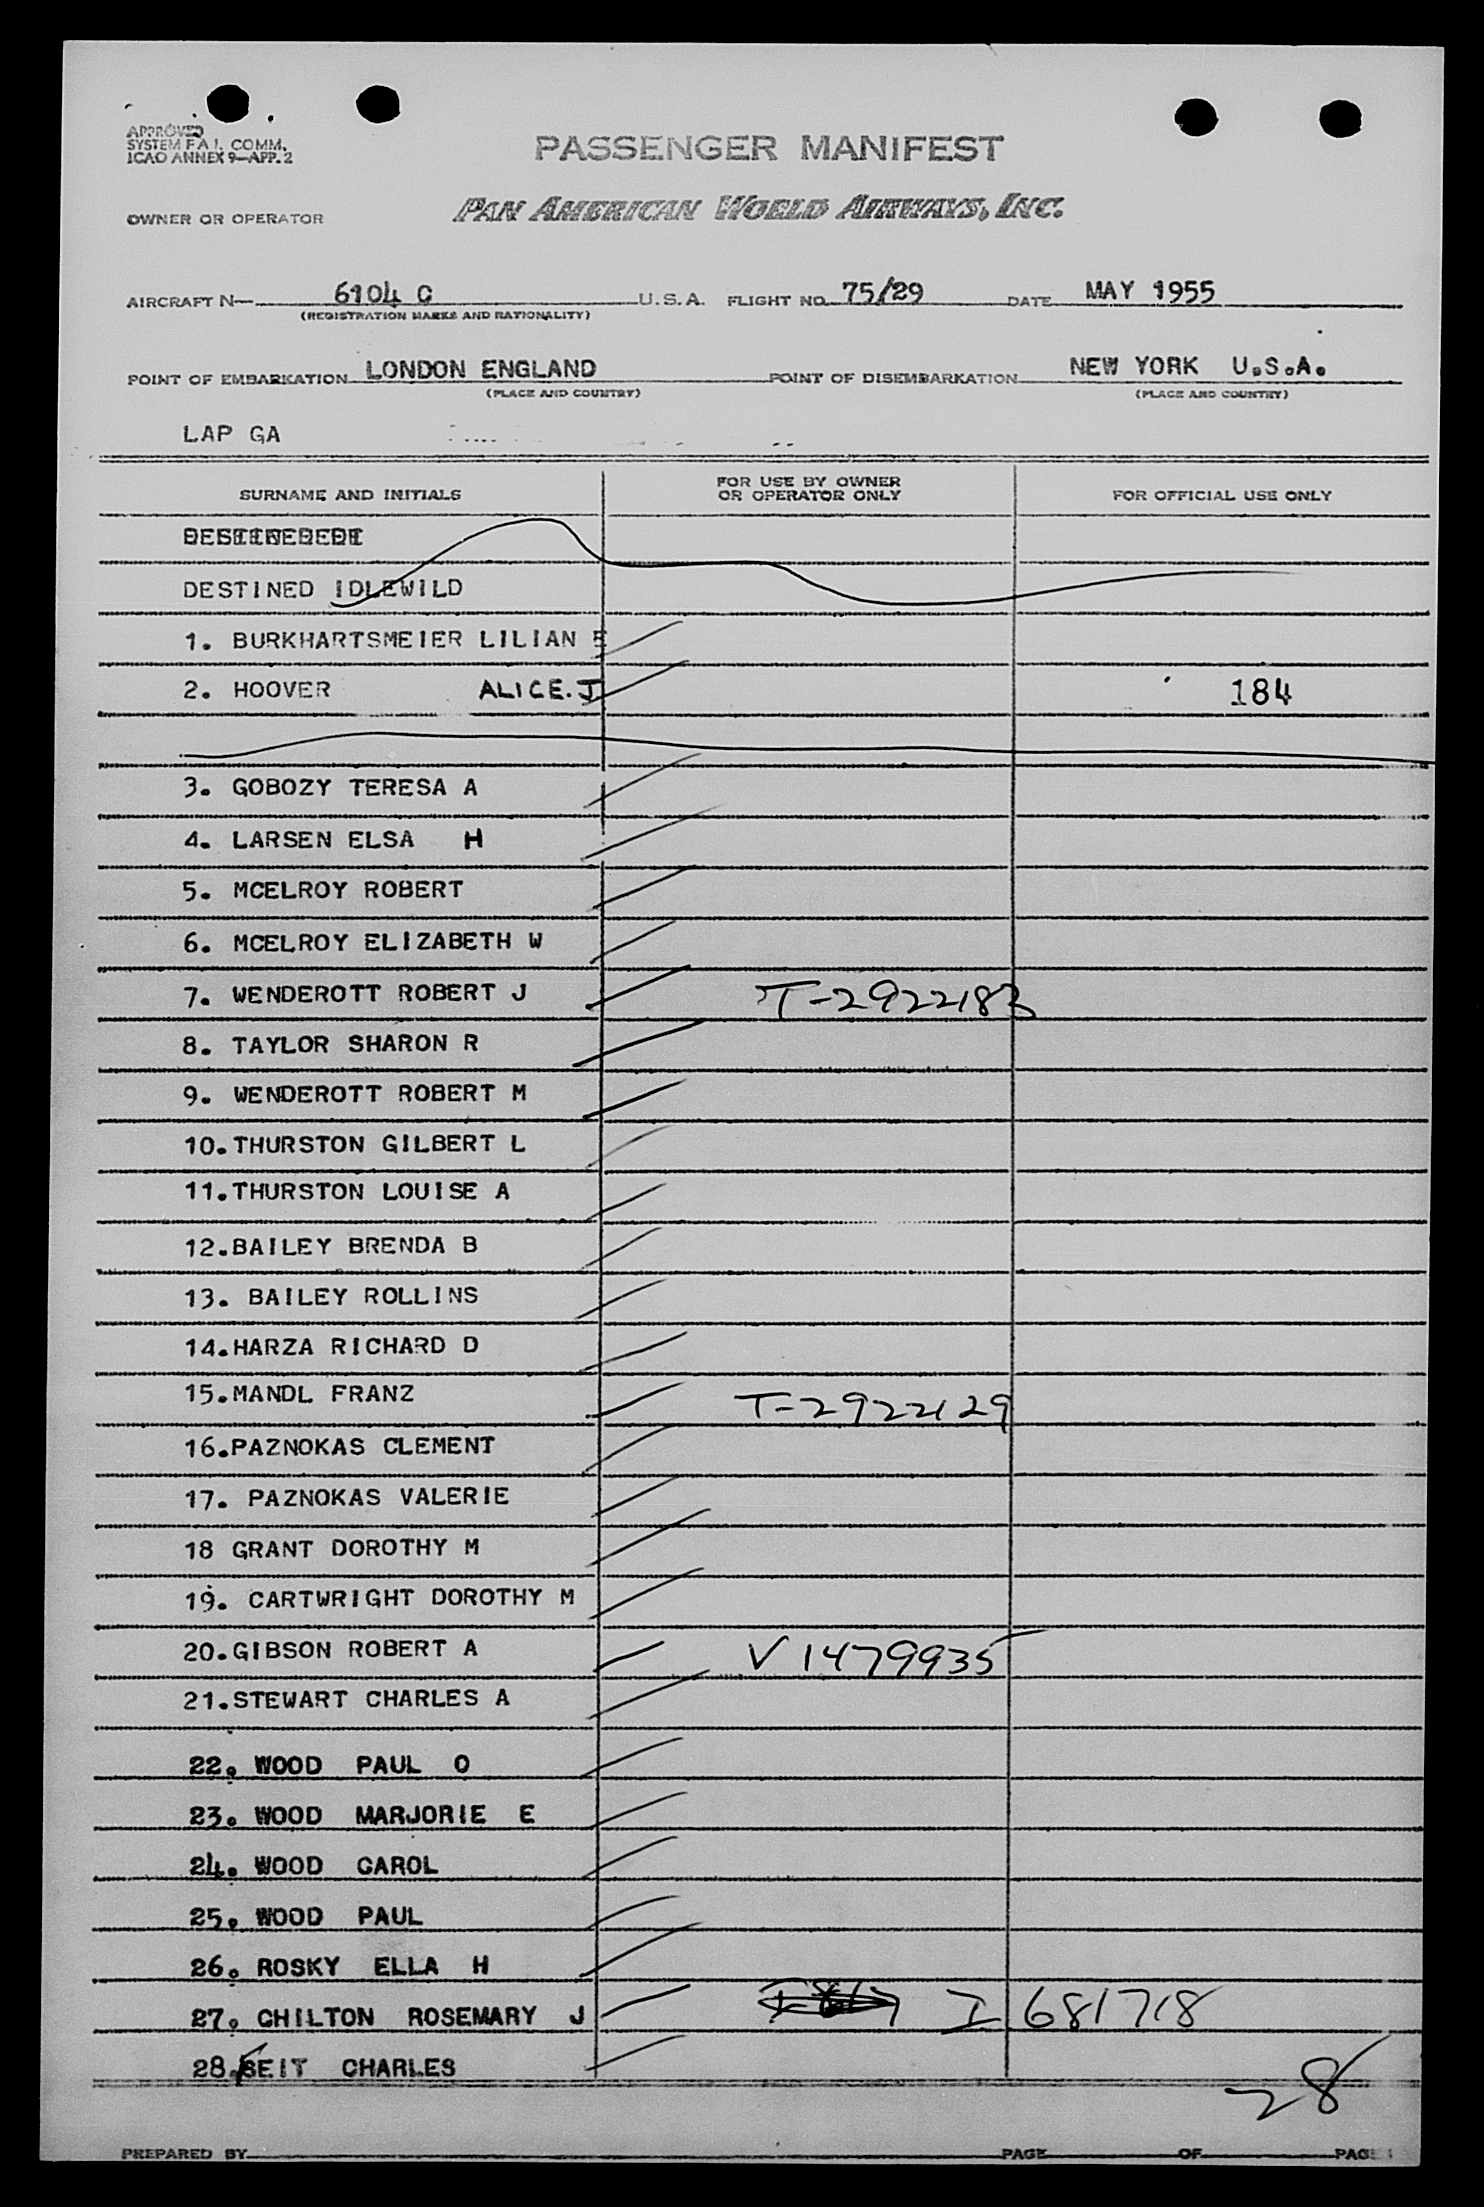 APPROVED
SYSTEM FAL COMM.
ICAO ANNEX 9—APP. 2
PASSENGER MANIFEST
OWNER OR OPERATOR PAN AMERICAN WORLD AIRWAYS, INC.
AIRCRAFT N— 6104 C U.S.A. FLIGHT NO. 75/29 DATE MAY 1955
(REGISTRATION MARKS AND NATIONALITY)
POINT OF EMBARKATION LONDON ENGLAND POINT OF DISEMBARKATION NEW YORK U.S.A.
(PLACE AND COUNTRY) (PLACE AND COUNTRY)
LAP GA
SURNAME AND INITIALS FOR USE BY OWNER OR OPERATOR ONLY FOR OFFICIAL USE ONLY
DESTINED IDLEWILD
1. BURKHARTSMEIER LILIAN E
2. HOOVER ALICE.J 184
3. GOBOZY TERESA A
4. LARSEN ELSA H
5. MCELROY ROBERT
6. MCELROY ELIZABETH W
7. WENDEROTT ROBERT J T-2922183
8. TAYLOR SHARON R
9. WENDEROTT ROBERT M
10.THURSTON GILBERT L
11.THURSTON LOUISE A
12.BAILEY BRENDA B
13. BAILEY ROLLINS
14.HARZA RICHARD D
15.MANDL FRANZ T-2922129
16.PAZNOKAS CLEMENT
17. PAZNOKAS VALERIE
18 GRANT DOROTHY M
19. CARTWRIGHT DOROTHY M
20.GIBSON ROBERT A V 1479935
21.STEWART CHARLES A
22. WOOD PAUL O
23. WOOD MARJORIE E
24. WOOD CAROL
25. WOOD PAUL
26. ROSKY ELLA H
27. CHILTON ROSEMARY J I 681718
28. SEIT CHARLES
28
PREPARED BY PAGE OF PAGES